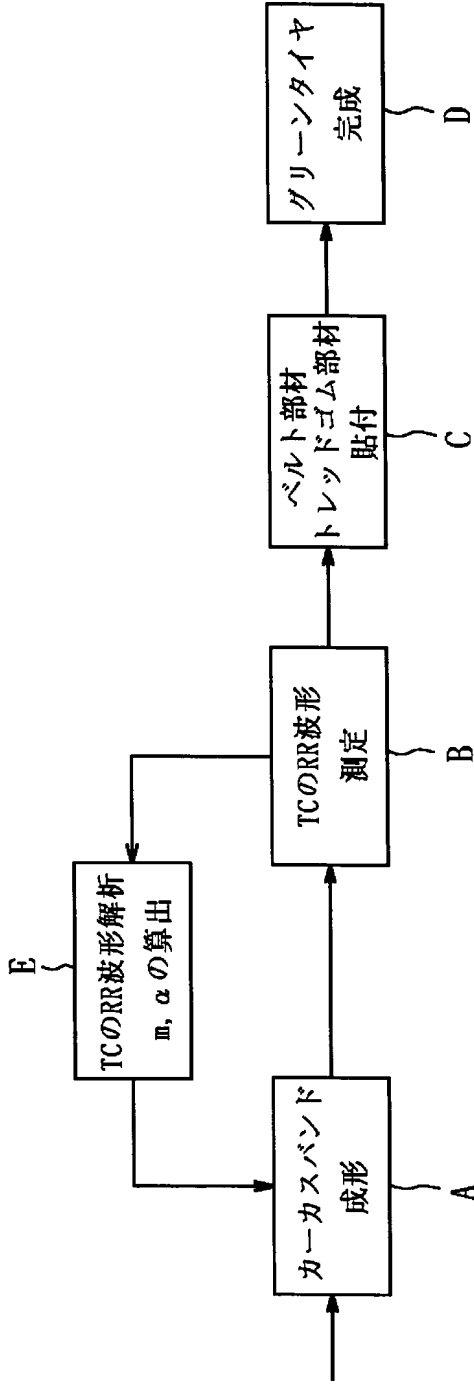 E
TCのRR波形解析
m, αの算出
カーカスバンド
成形
A
TCのRR波形
測定
B
ベルト部材
トレッドゴム部材
貼付
C
グリーンタイヤ
完成
D